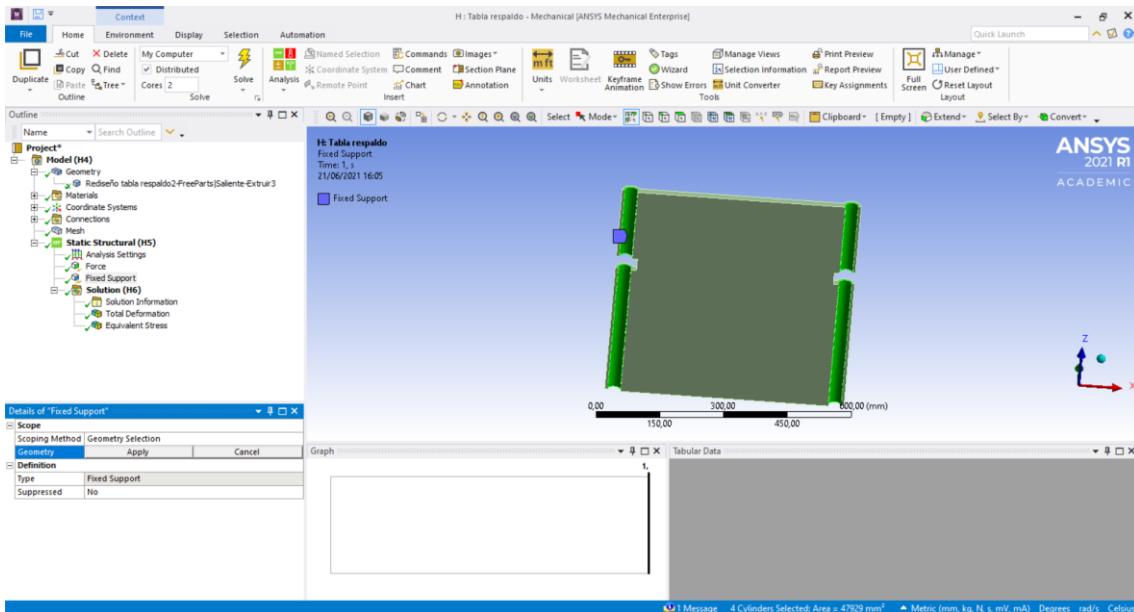 Context
H : Tabla respaldo - Mechanical [ANSYS Mechanical Enterprise]
File Home Environment Display Selection Automation
Quick Launch
Duplicate
Cut
Copy
Paste
Delete
Find
Tree
Outline
My Computer
Distributed
Cores 2
Solve
Solve
Analysis
Named Selection
Coordinate System
Remote Point
Commands
Comment
Chart
Images
Section Plane
Annotation
Insert
Units
Worksheet
Keyframe Animation
Tags
Wizard
Show Errors
Manage Views
Selection Information
Unit Converter
Print Preview
Report Preview
Key Assignments
Tools
Full Screen
Manage
User Defined
Reset Layout
Layout
Outline
Name Search Outline
Select Mode Clipboard [ Empty ] Extend Select By Convert
Project*
Model (H4)
Geometry
Rediseño tabla respaldo2-FreeParts|Saliente-Extruir3
Materials
Coordinate Systems
Connections
Mesh
Static Structural (H5)
Analysis Settings
Force
Fixed Support
Solution (H6)
Solution Information
Total Deformation
Equivalent Stress
H: Tabla respaldo
Fixed Support
Time: 1, s
21/06/2021 16:05
Fixed Support
ANSYS
2021 R1
ACADEMIC
Z
X
0,00 300,00 600,00 (mm)
150,00 450,00
Details of "Fixed Support"
Scope
Scoping Method Geometry Selection
Geometry Apply Cancel
Definition
Type Fixed Support
Suppressed No
Graph
1,
Tabular Data
1 Message 4 Cylinders Selected: Area = 47929 mm² Metric (mm, kg, N, s, mV, mA) Degrees rad/s Celsius